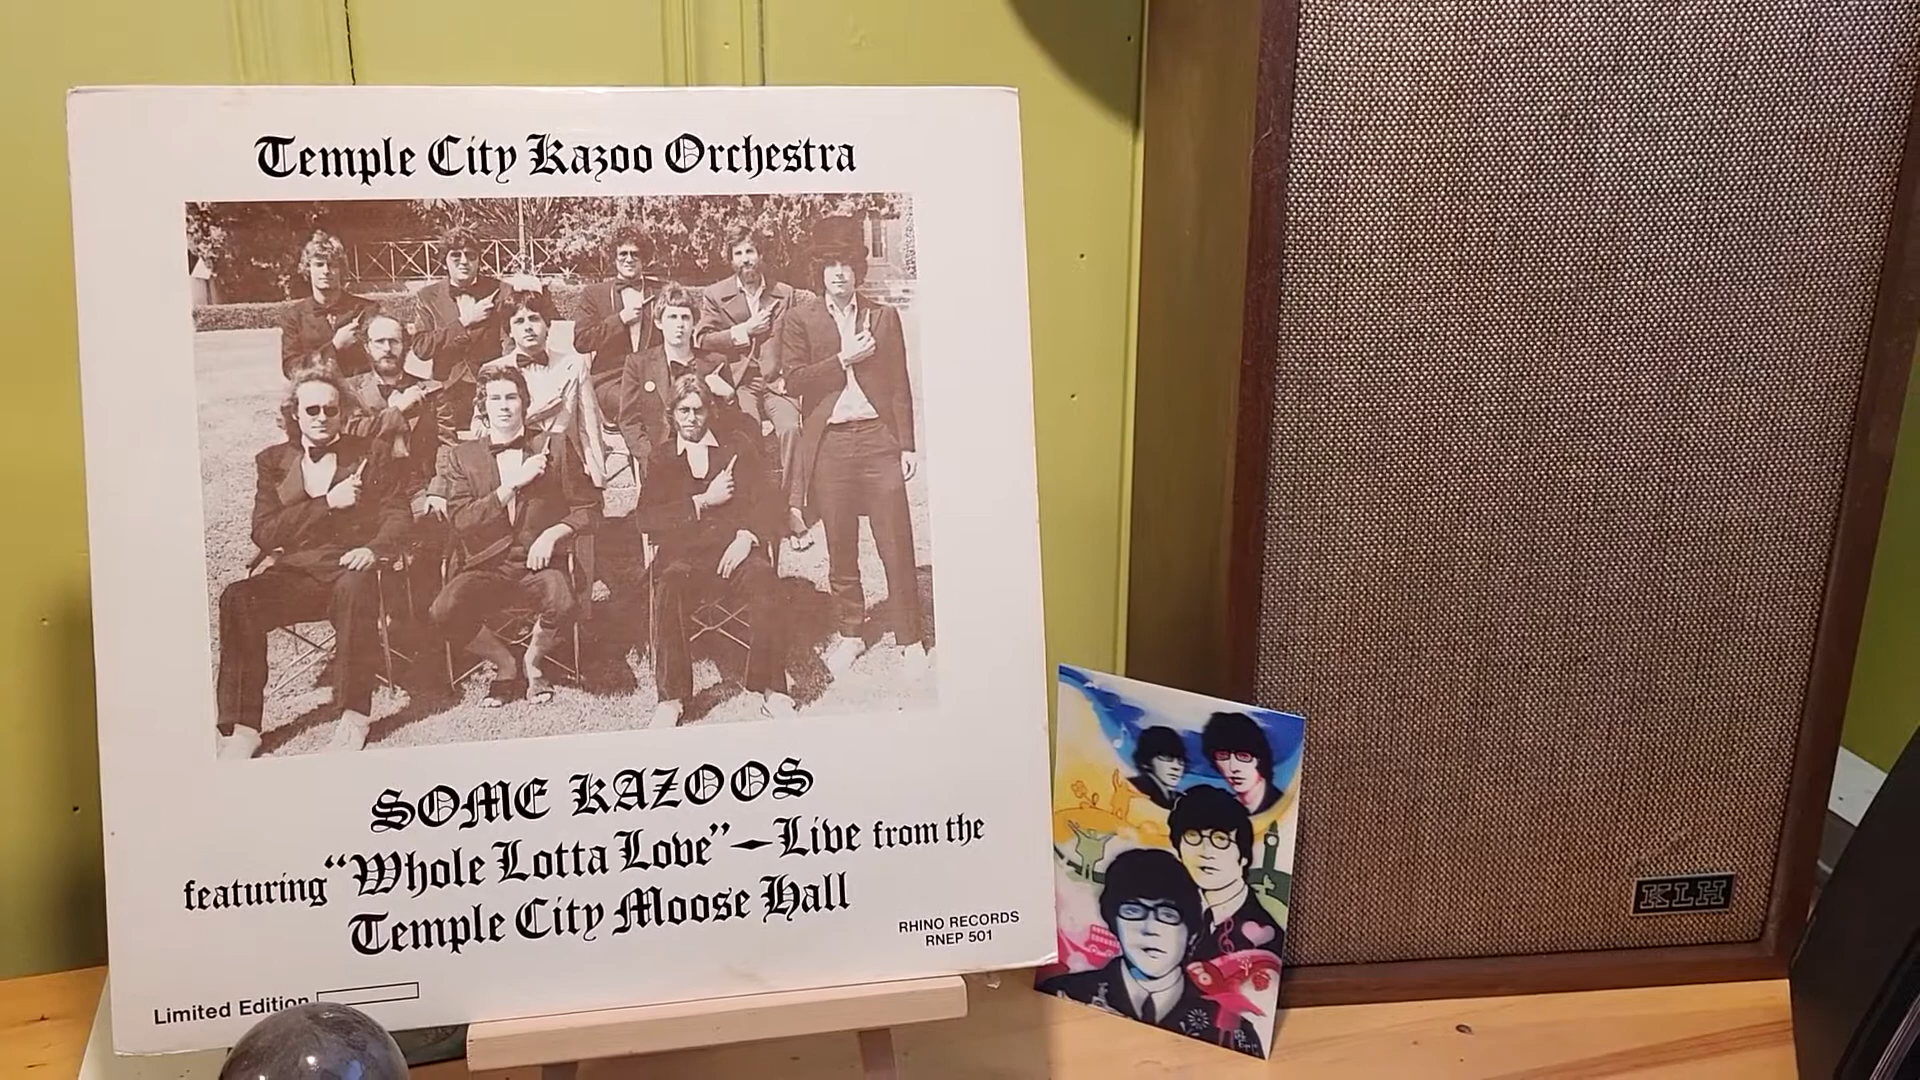 Temple City Kazoo Orchestra
SOME KAZOOS
featuring "Whole Lotta Love"—Live from the
Temple City Moose Hall
RHINO RECORDS
RNEP 501
Limited Edition
KLH